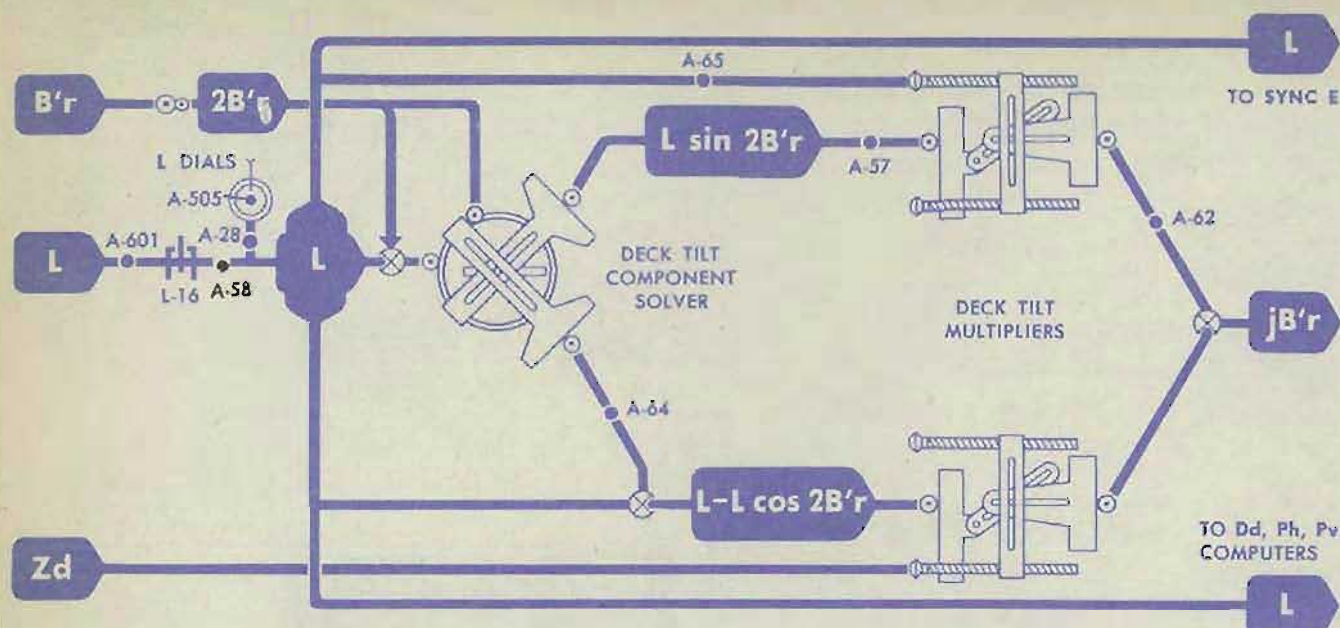 L
A-65
TO SYNC E
B'r
2B'r
L sin 2B'r
A-57
L DIALS
A-505
A-62
A-601
A-28
L
L
DECK TILT
COMPONENT
SOLVER
L-16
A-58
DECK TILT
MULTIPLIERS
jB'r
A-64
L-L cos 2B'r
TO Dd, Ph, Pv
COMPUTERS
Zd
L